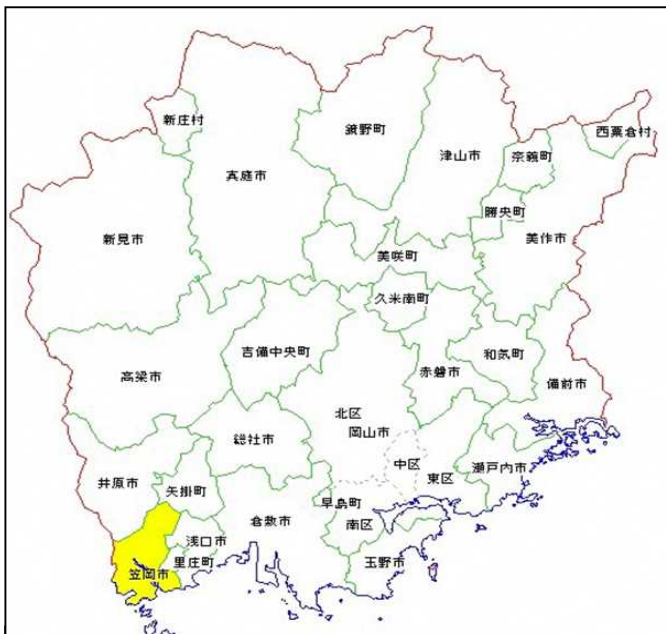 新庄村
鏡野町
西粟倉村
奈義町
津山市
真庭市
勝央町
美作市
新見市
美咲町
久米南町
吉備中央町
和気町
赤磐市
高梁市
備前市
北区
岡山市
総社市
中区
瀬戸内市
東区
井原市
矢掛町
早島町
倉敷市
南区
浅口市
里庄町
玉野市
笠岡市